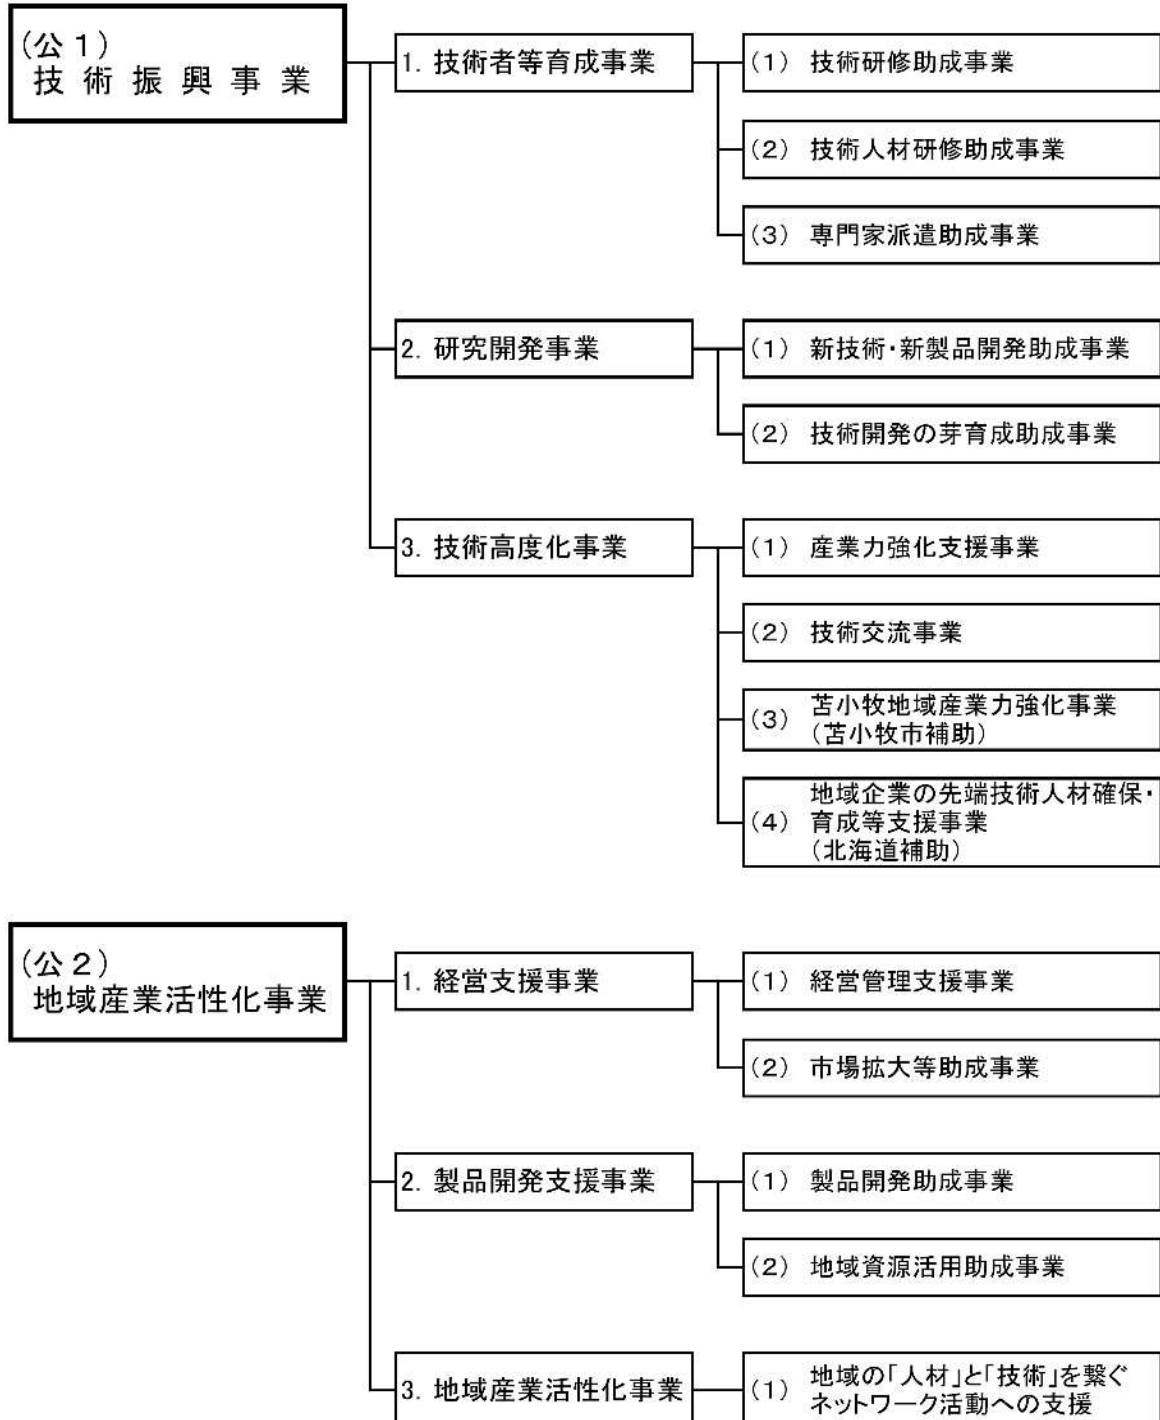 (公１)
技術振興事業
1. 技術者等育成事業
(1) 技術研修助成事業
(2) 技術人材研修助成事業
(3) 専門家派遣助成事業
2. 研究開発事業
(1) 新技術・新製品開発助成事業
(2) 技術開発の芽育成助成事業
3. 技術高度化事業
(1) 産業力強化支援事業
(2) 技術交流事業
(3) 苫小牧地域産業力強化事業
(苫小牧市補助)
(4) 地域企業の先端技術人材確保・
育成等支援事業
(北海道補助)
(公２)
地域産業活性化事業
1. 経営支援事業
(1) 経営管理支援事業
(2) 市場拡大等助成事業
2. 製品開発支援事業
(1) 製品開発助成事業
(2) 地域資源活用助成事業
3. 地域産業活性化事業
(1) 地域の「人材」と「技術」を繋ぐ
ネットワーク活動への支援